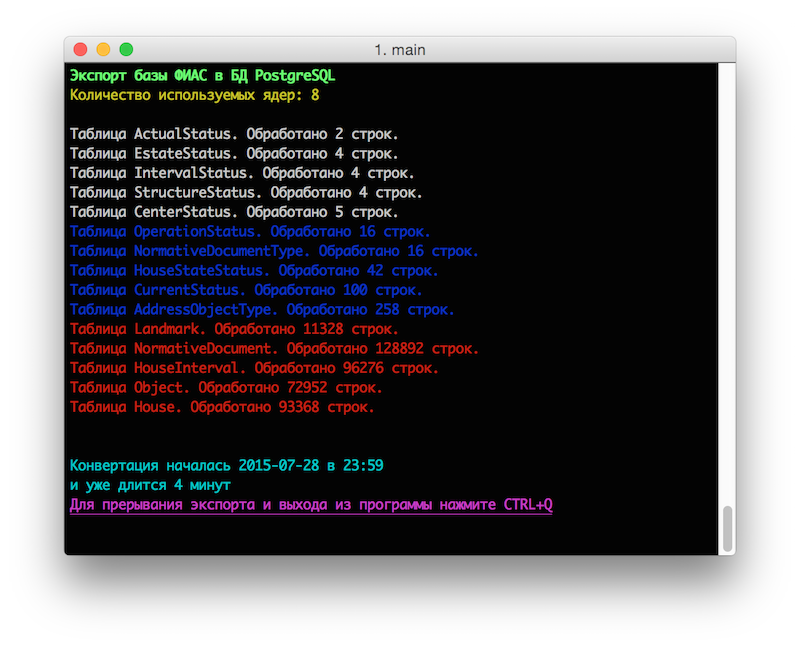 1. main
Экспорт базы ФИАС в БД PostgreSQL
Количество используемых ядер: 8
Таблица ActualStatus. Обработано 2 строк.
Таблица EstateStatus. Обработано 4 строк.
Таблица IntervalStatus. Обработано 4 строк.
Таблица StructureStatus. Обработано 4 строк.
Таблица CenterStatus. Обработано 5 строк.
Таблица OperationStatus. Обработано 16 строк.
Таблица NormativeDocumentType. Обработано 16 строк.
Таблица HouseStateStatus. Обработано 42 строк.
Таблица CurrentStatus. Обработано 100 строк.
Таблица AddressObjectType. Обработано 258 строк.
Таблица Landmark. Обработано 11328 строк.
Таблица NormativeDocument. Обработано 128892 строк.
Таблица HouseInterval. Обработано 96276 строк.
Таблица Object. Обработано 72952 строк.
Таблица House. Обработано 93368 строк.
Конвертация началась 2015-07-28 в 23:59
и уже длится 4 минут
Для прерывания экспорта и выхода из программы нажмите CTRL+Q